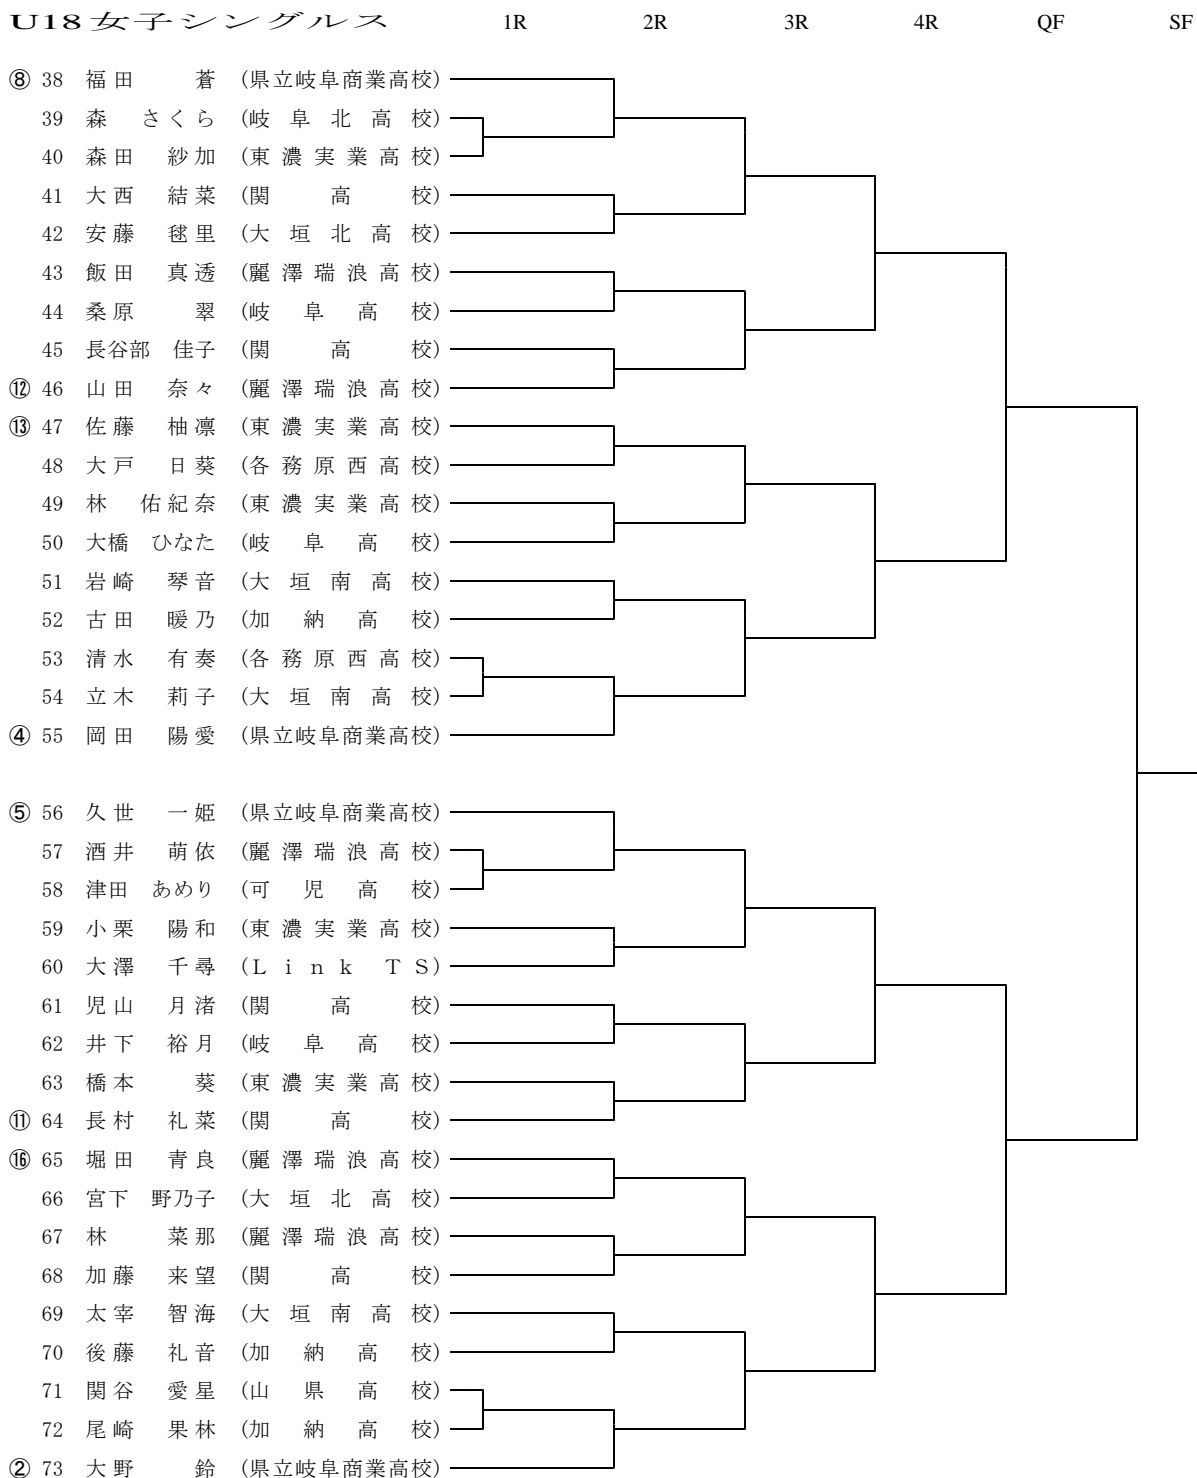 U18女子シングルス 1R 2R 3R 4R QF SF
⑧ 38 福田 蒼 (県立岐阜商業高校)
39 森 さくら (岐阜北高校)
40 森田 紗加 (東濃実業高校)
41 大西 結菜 (関高校)
42 安藤 毬里 (大垣北高校)
43 飯田 真透 (麗澤瑞浪高校)
44 桑原 翠 (岐阜高校)
45 長谷部 佳子 (関高校)
⑫ 46 山田 奈々 (麗澤瑞浪高校)
⑬ 47 佐藤 柚凛 (東濃実業高校)
48 大戸 日葵 (各務原西高校)
49 林 佑紀奈 (東濃実業高校)
50 大橋 ひなた (岐阜高校)
51 岩崎 琴音 (大垣南高校)
52 古田 暖乃 (加納高校)
53 清水 有奏 (各務原西高校)
54 立木 莉子 (大垣南高校)
④ 55 岡田 陽愛 (県立岐阜商業高校)
⑤ 56 久世 一姫 (県立岐阜商業高校)
57 酒井 萌依 (麗澤瑞浪高校)
58 津田 あめり (可児高校)
59 小栗 陽和 (東濃実業高校)
60 大澤 千尋 (Link TS)
61 児山 月渚 (関高校)
62 井下 裕月 (岐阜高校)
63 橋本 葵 (東濃実業高校)
⑪ 64 長村 礼菜 (関高校)
⑯ 65 堀田 青良 (麗澤瑞浪高校)
66 宮下 野乃子 (大垣北高校)
67 林 菜那 (麗澤瑞浪高校)
68 加藤 来望 (関高校)
69 太宰 智海 (大垣南高校)
70 後藤 礼音 (加納高校)
71 関谷 愛星 (山県高校)
72 尾崎 果林 (加納高校)
② 73 大野 鈴 (県立岐阜商業高校)